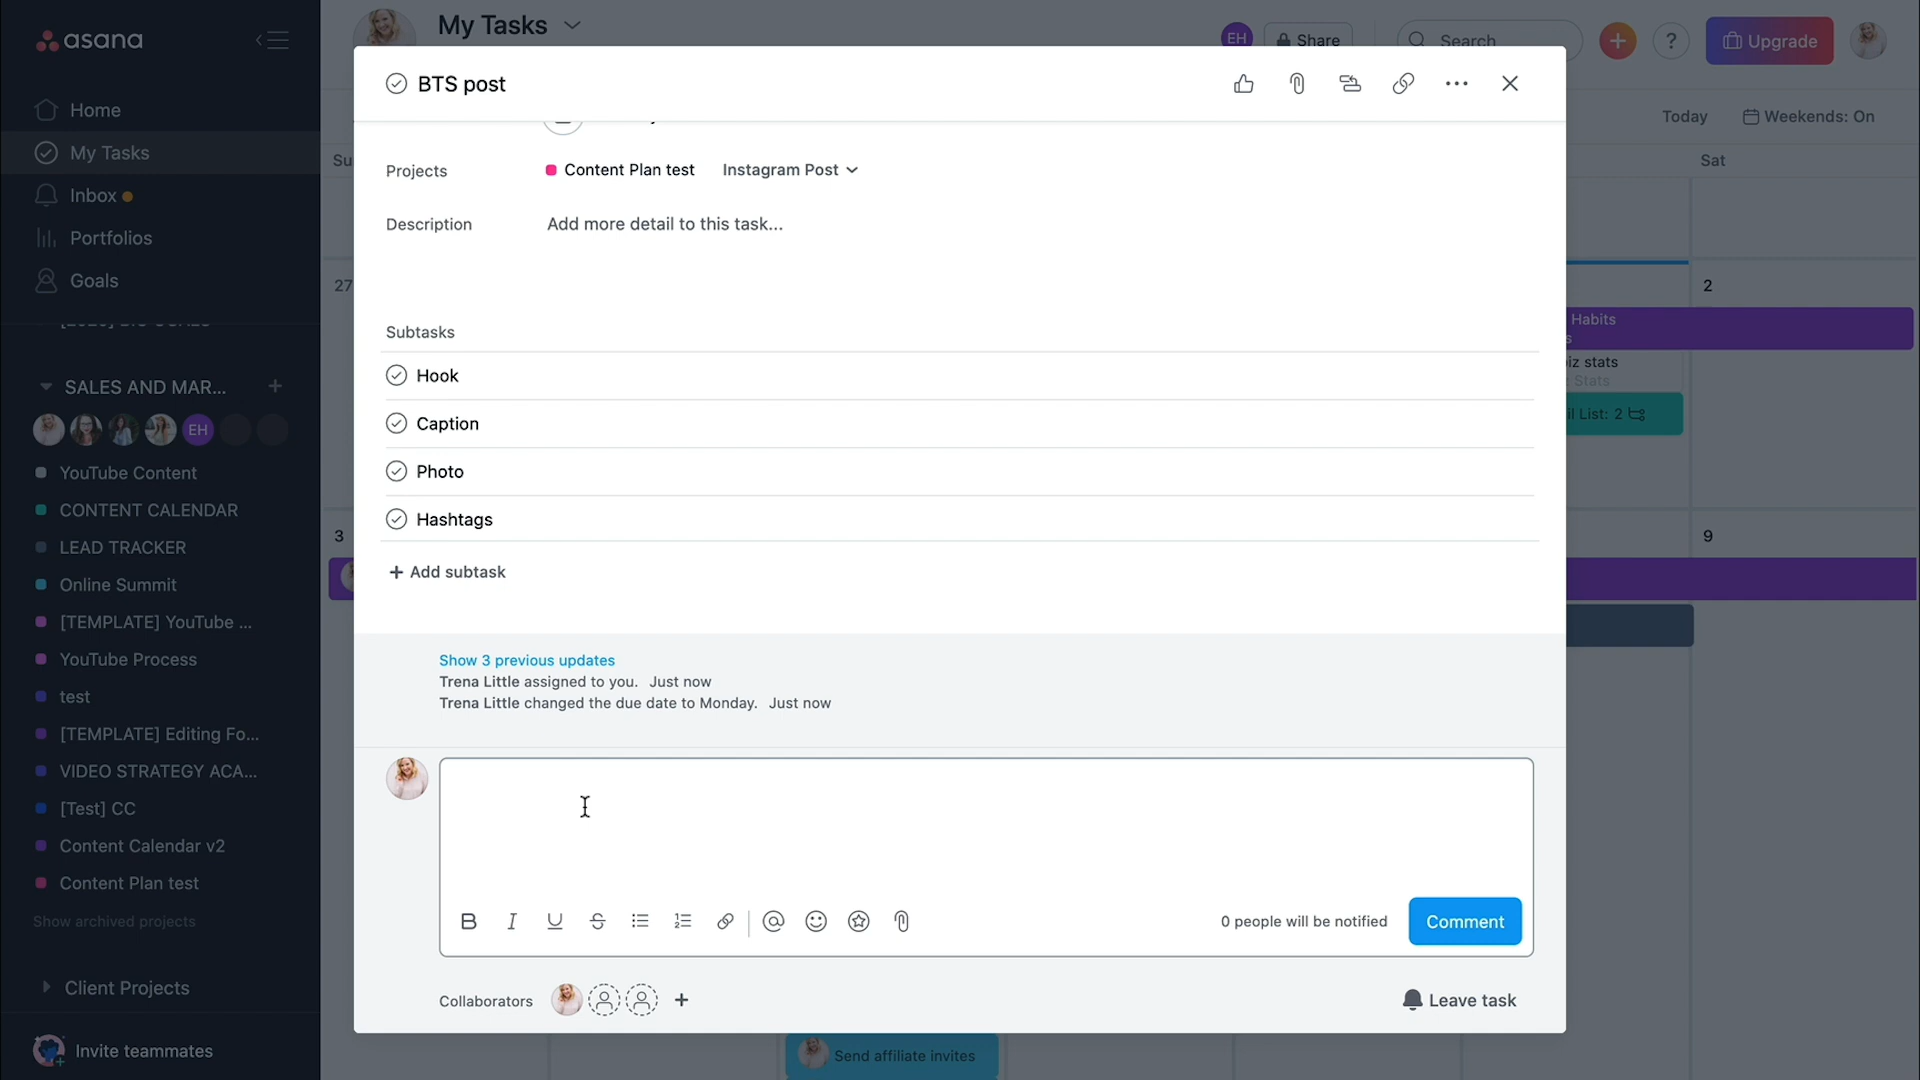 asana
My Tasks
EH
Share
Search
?
Upgrade
Home
My Tasks
Inbox
Portfolios
Goals
SALES AND MAR...
EH
YouTube Content
CONTENT CALENDAR
LEAD TRACKER
Online Summit
[TEMPLATE] YouTube ...
YouTube Process
test
[TEMPLATE] Editing Fo...
VIDEO STRATEGY ACA...
[Test] CC
Content Calendar v2
Content Plan test
Show archived projects
Client Projects
Invite teammates
Today
Weekends: On
Su
Sat
27
2
Habits
s
iz stats
Stats
il List: 2
3
9
Send affiliate invites
BTS post
Projects
Content Plan test
Instagram Post
Description
Add more detail to this task...
Subtasks
Hook
Caption
Photo
Hashtags
+ Add subtask
Show 3 previous updates
Trena Little assigned to you. Just now
Trena Little changed the due date to Monday. Just now
B I U S
@
0 people will be notified
Comment
Collaborators
+
Leave task